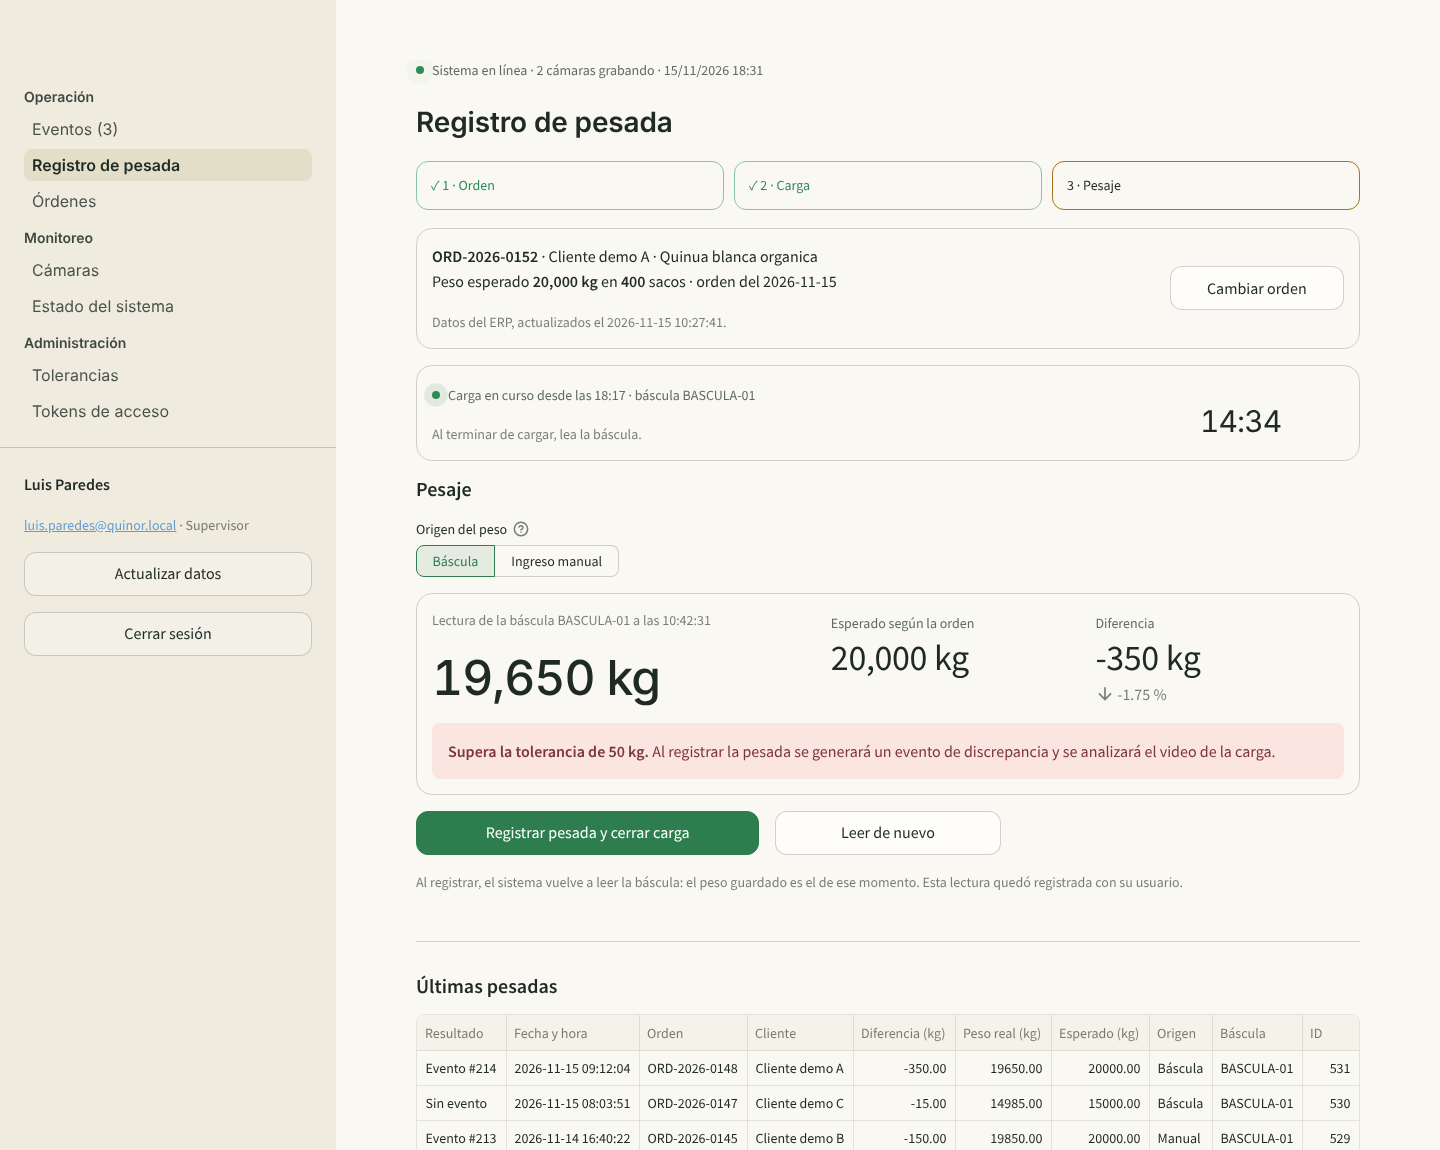 Operación
Eventos (3)
Registro de pesada
Órdenes
Monitoreo
Cámaras
Estado del sistema
Administración
Tolerancias
Tokens de acceso
Luis Paredes
luis.paredes@quinor.local · Supervisor
Actualizar datos
Cerrar sesión
Sistema en línea · 2 cámaras grabando · 15/11/2026 18:31
Registro de pesada
✓ 1 · Orden
✓ 2 · Carga
3 · Pesaje
ORD-2026-0152 · Cliente demo A · Quinua blanca organica
Peso esperado 20,000 kg en 400 sacos · orden del 2026-11-15
Datos del ERP, actualizados el 2026-11-15 10:27:41.
Cambiar orden
Carga en curso desde las 18:17 · báscula BASCULA-01
Al terminar de cargar, lea la báscula.
14:34
Pesaje
Origen del peso ?
Báscula Ingreso manual
Lectura de la báscula BASCULA-01 a las 10:42:31
19,650 kg
Esperado según la orden
20,000 kg
Diferencia
-350 kg
↓ -1.75 %
Supera la tolerancia de 50 kg. Al registrar la pesada se generará un evento de discrepancia y se analizará el video de la carga.
Registrar pesada y cerrar carga
Leer de nuevo
Al registrar, el sistema vuelve a leer la báscula: el peso guardado es el de ese momento. Esta lectura quedó registrada con su usuario.
Últimas pesadas
Resultado Fecha y hora Orden Cliente Diferencia (kg) Peso real (kg) Esperado (kg) Origen Báscula ID
Evento #214 2026-11-15 09:12:04 ORD-2026-0148 Cliente demo A -350.00 19650.00 20000.00 Báscula BASCULA-01 531
Sin evento 2026-11-15 08:03:51 ORD-2026-0147 Cliente demo C -15.00 14985.00 15000.00 Báscula BASCULA-01 530
Evento #213 2026-11-14 16:40:22 ORD-2026-0145 Cliente demo B -150.00 19850.00 20000.00 Manual BASCULA-01 529